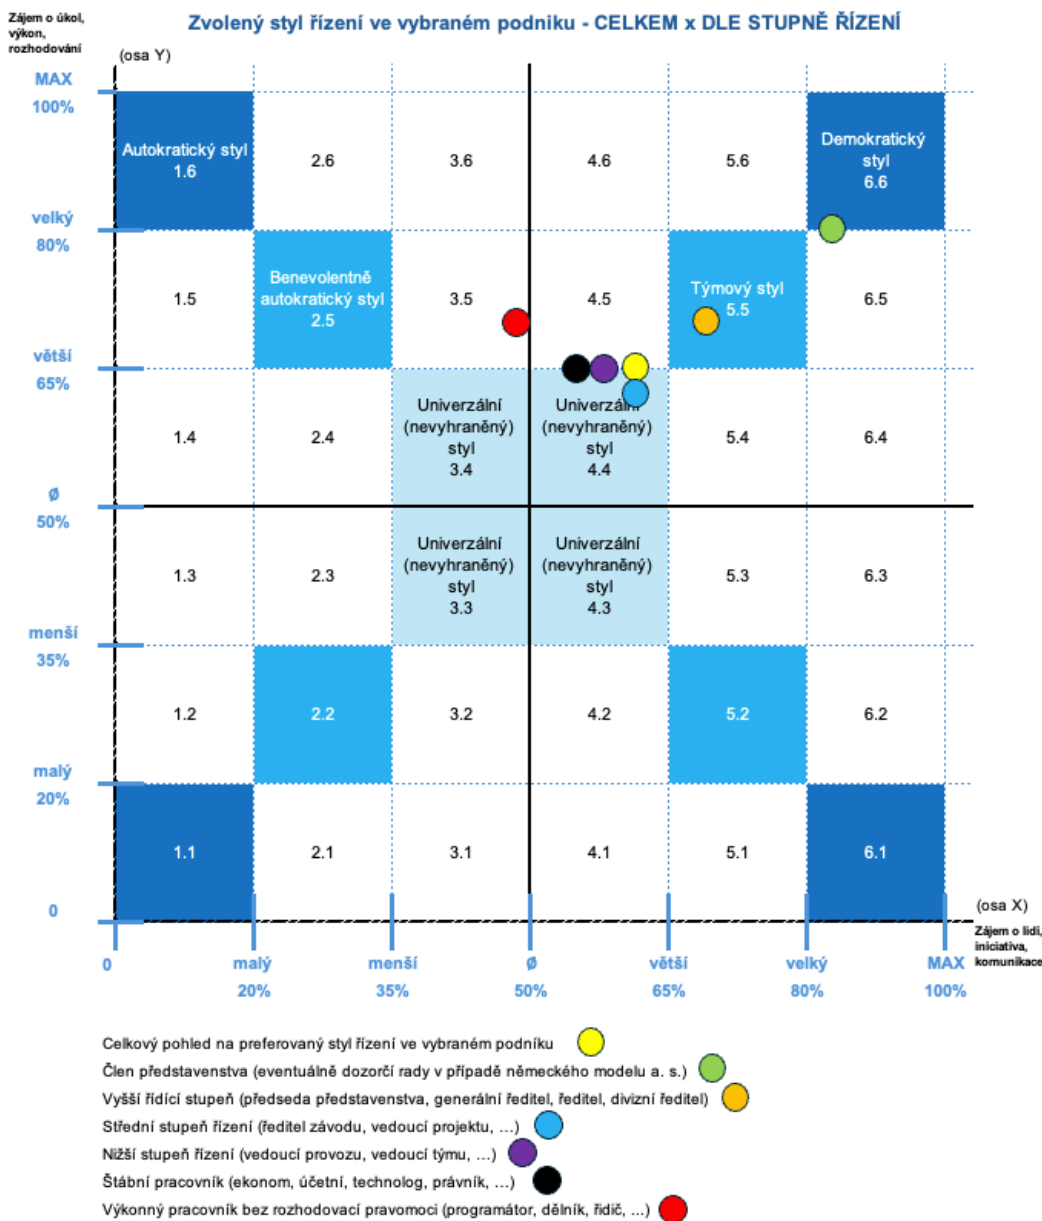 Zájem o úkol,
výkon,
rozhodování
Zvolený styl řízení ve vybraném podniku - CELKEM x DLE STUPNĚ ŘÍZENÍ
(osa Y)
MAX
100%
Autokratický styl
1.6
2.6
3.6
4.6
5.6
Demokratický
styl
6.6
velký
80%
1.5
Benevolentně
autokratický styl
2.5
3.5
4.5
Týmový styl
5.5
6.5
větší
65%
1.4
2.4
Univerzální
(nevyhraněný)
styl
3.4
Univerzální
(nevyhraněný)
styl
4.4
5.4
6.4
Ø
50%
1.3
2.3
Univerzální
(nevyhraněný)
styl
3.3
Univerzální
(nevyhraněný)
styl
4.3
5.3
6.3
menší
35%
1.2
2.2
3.2
4.2
5.2
6.2
malý
20%
1.1
2.1
3.1
4.1
5.1
6.1
0
(osa X)
Zájem o lidi,
iniciativa,
komunikace
0
malý
20%
menší
35%
Ø
50%
větší
65%
velký
80%
MAX
100%
Celkový pohled na preferovaný styl řízení ve vybraném podníku
Člen představenstva (eventuálně dozorčí rady v případě německého modelu a. s.)
Vyšší řídící stupeň (předseda představenstva, generální ředitel, ředitel, divizní ředitel)
Střední stupeň řízení (ředitel závodu, vedoucí projektu, ...)
Nižší stupeň řízení (vedoucí provozu, vedoucí týmu, ...)
Štábní pracovník (ekonom, účetní, technolog, právník, ...)
Výkonný pracovník bez rozhodovací pravomoci (programátor, dělník, řidič, ...)